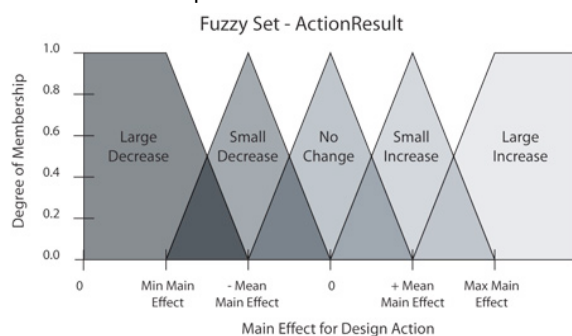 Fuzzy Set - ActionResult
1.0
0.8
0.6
0.4
0.2
0.0
Degree of Membership
Large
Decrease
Small
Decrease
No
Change
Small
Increase
Large
Increase
0
Min Main
Effect
- Mean
Main Effect
0
+ Mean
Main Effect
Max Main
Effect
Main Effect for Design Action